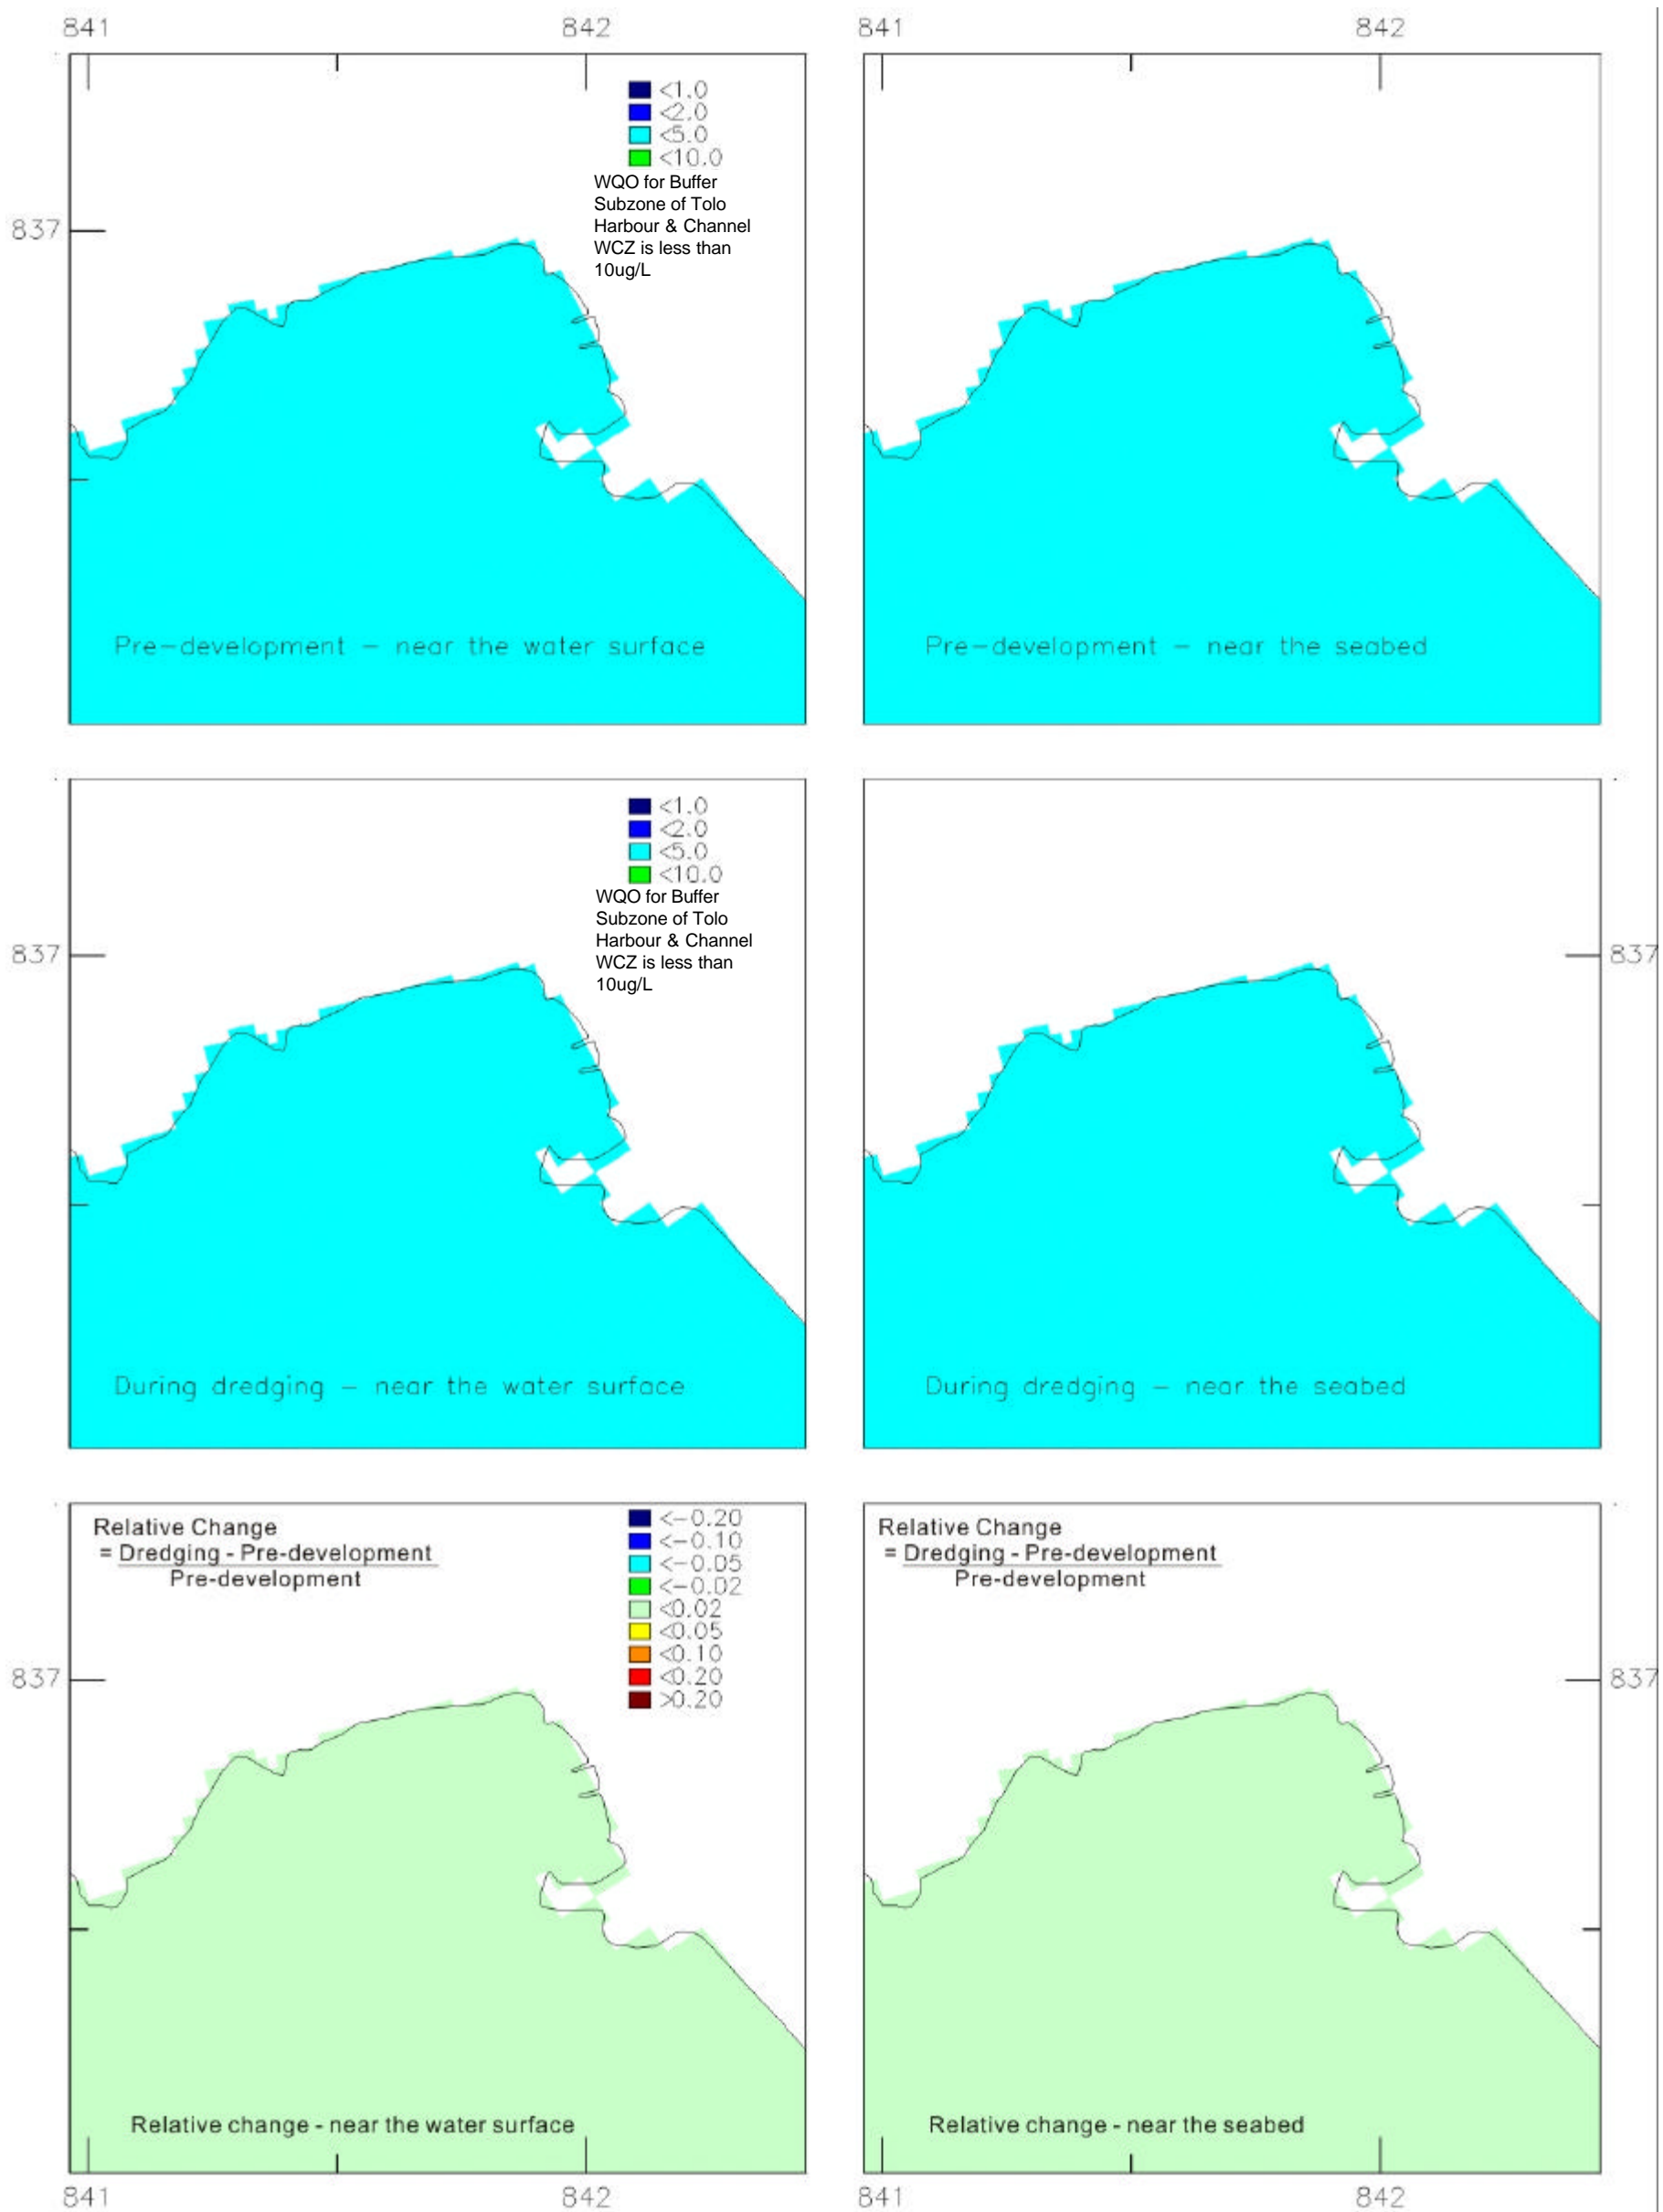 841 842 841 842
<1.0
<2.0
<5.0
<10.0
WQO for Buffer
Subzone of Tolo
Harbour & Channel
WCZ is less than
10ug/L
837
Pre-development - near the water surface
Pre-development - near the seabed
<1.0
<2.0
<5.0
<10.0
WQO for Buffer
Subzone of Tolo
Harbour & Channel
WCZ is less than
10ug/L
837 837
During dredging - near the water surface
During dredging - near the seabed
Relative Change
= Dredging - Pre-development
Pre-development
<-0.20
<-0.10
<-0.05
<-0.02
<0.02
<0.05
<0.10
<0.20
>0.20
Relative Change
= Dredging - Pre-development
Pre-development
837 837
Relative change - near the water surface
Relative change - near the seabed
841 842 841 842